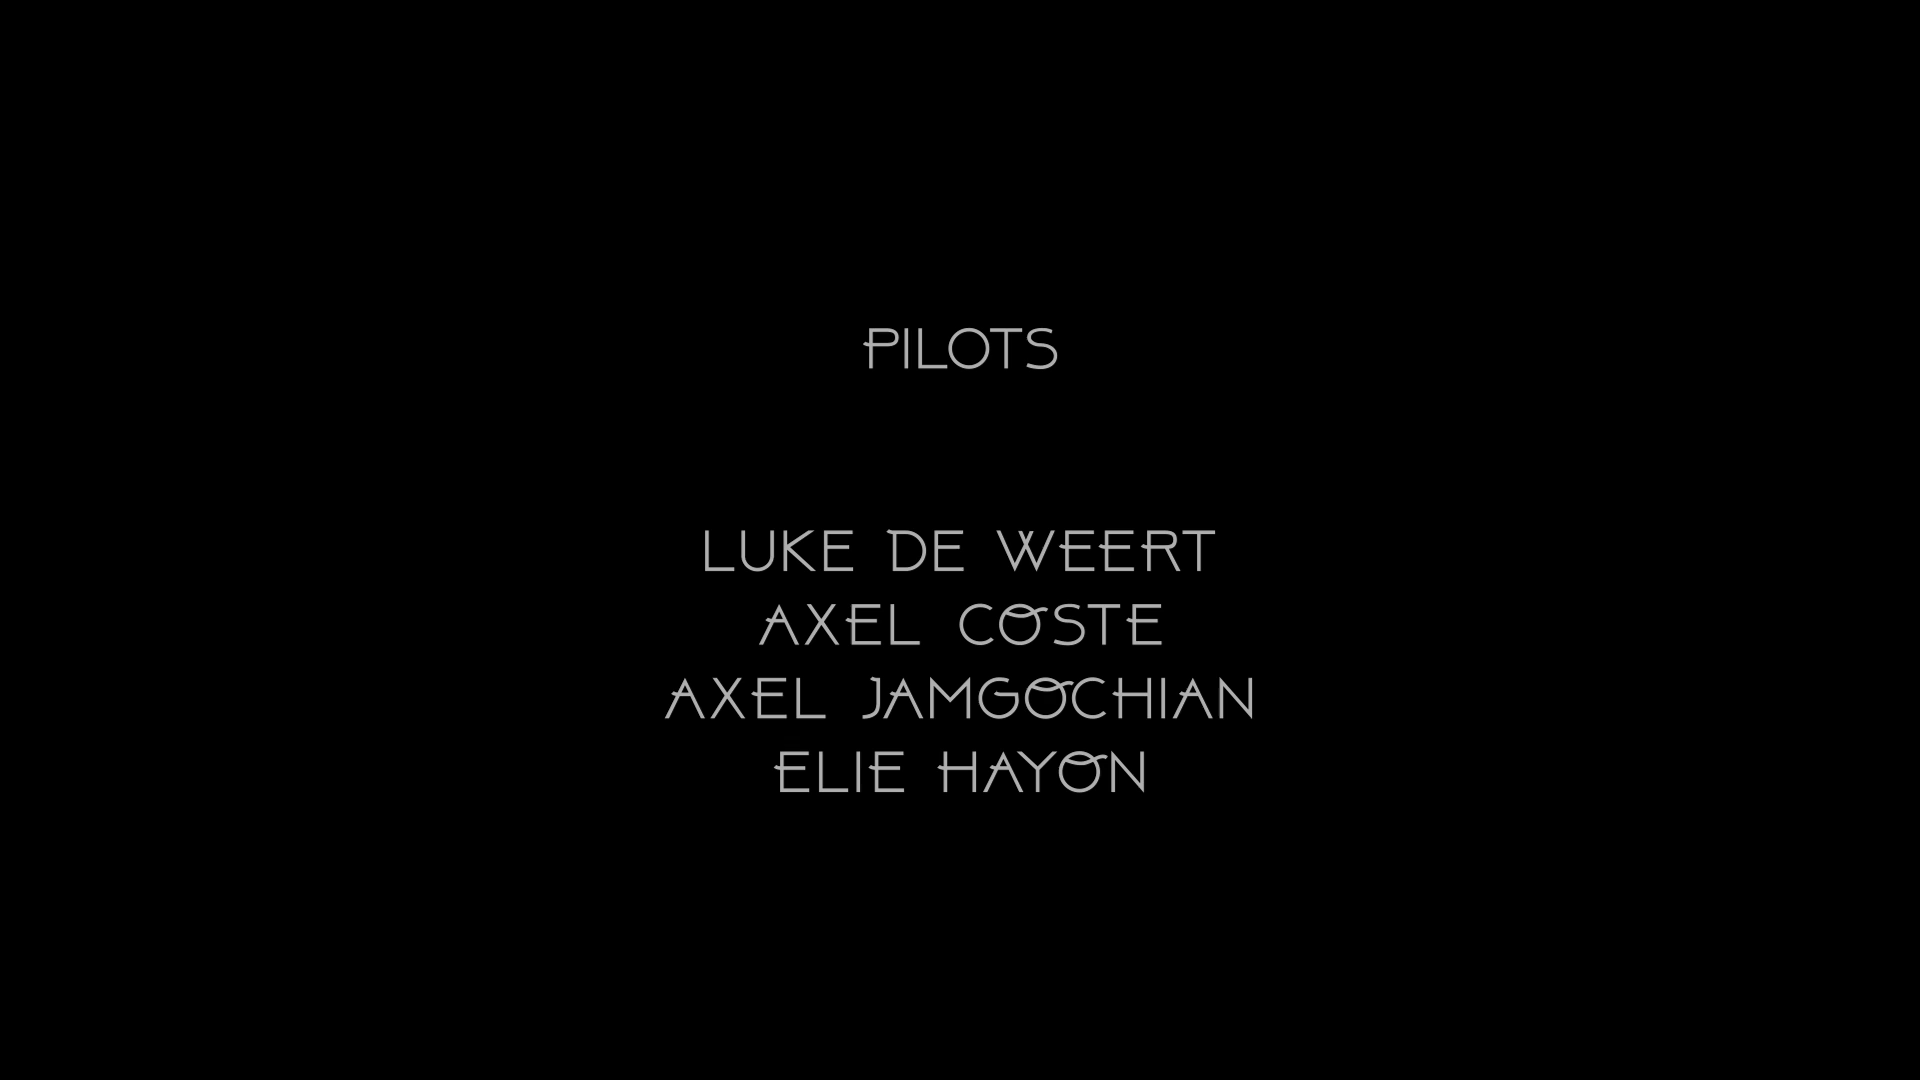 PILOTS
LUKE DE WEERT
AXEL COSTE
AXEL JAMGOCHIAN
ELIE HAYON